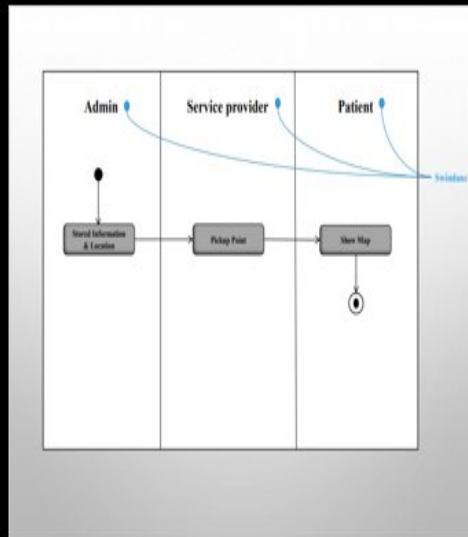 Admin
Service provider
Patient
Swimlane
Stored Information
& Location
Pickup Point
Show Map